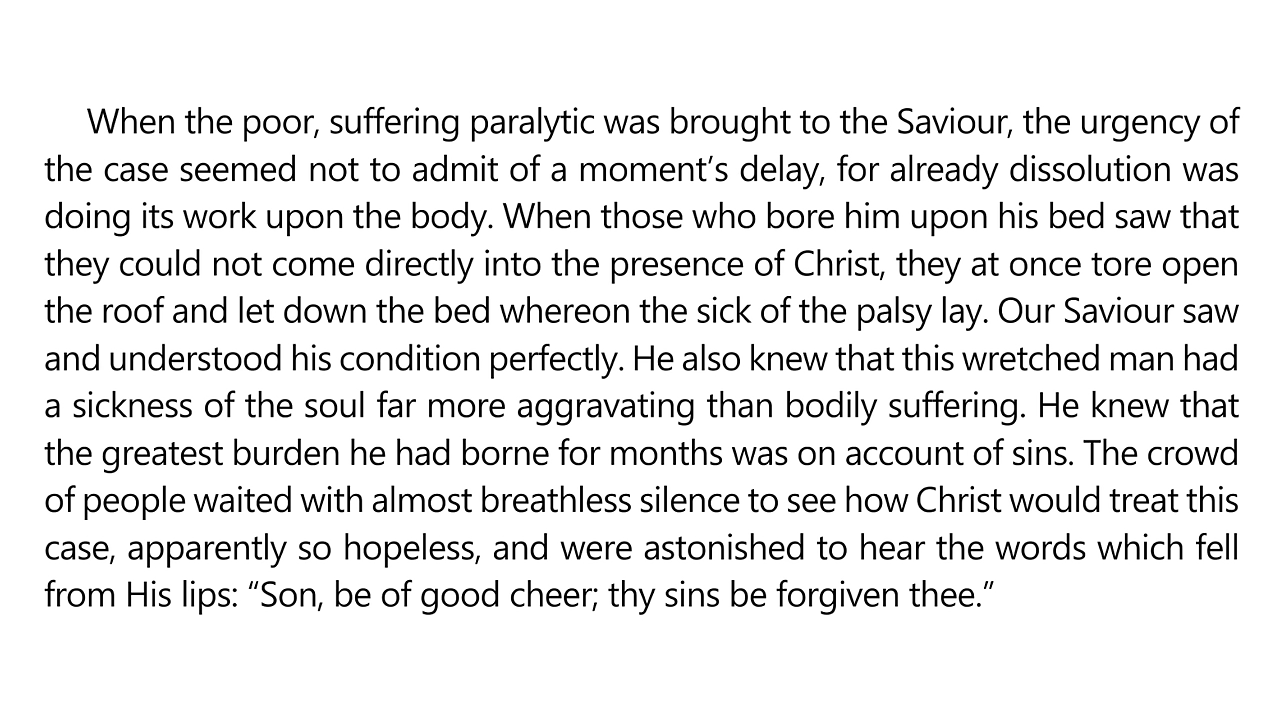 When the poor, suffering paralytic was brought to the Saviour, the urgency of
the case seemed not to admit of a moment’s delay, for already dissolution was
doing its work upon the body. When those who bore him upon his bed saw that
they could not come directly into the presence of Christ, they at once tore open
the roof and let down the bed whereon the sick of the palsy lay. Our Saviour saw
and understood his condition perfectly. He also knew that this wretched man had
a sickness of the soul far more aggravating than bodily suffering. He knew that
the greatest burden he had borne for months was on account of sins. The crowd
of people waited with almost breathless silence to see how Christ would treat this
case, apparently so hopeless, and were astonished to hear the words which fell
from His lips: “Son, be of good cheer; thy sins be forgiven thee.”